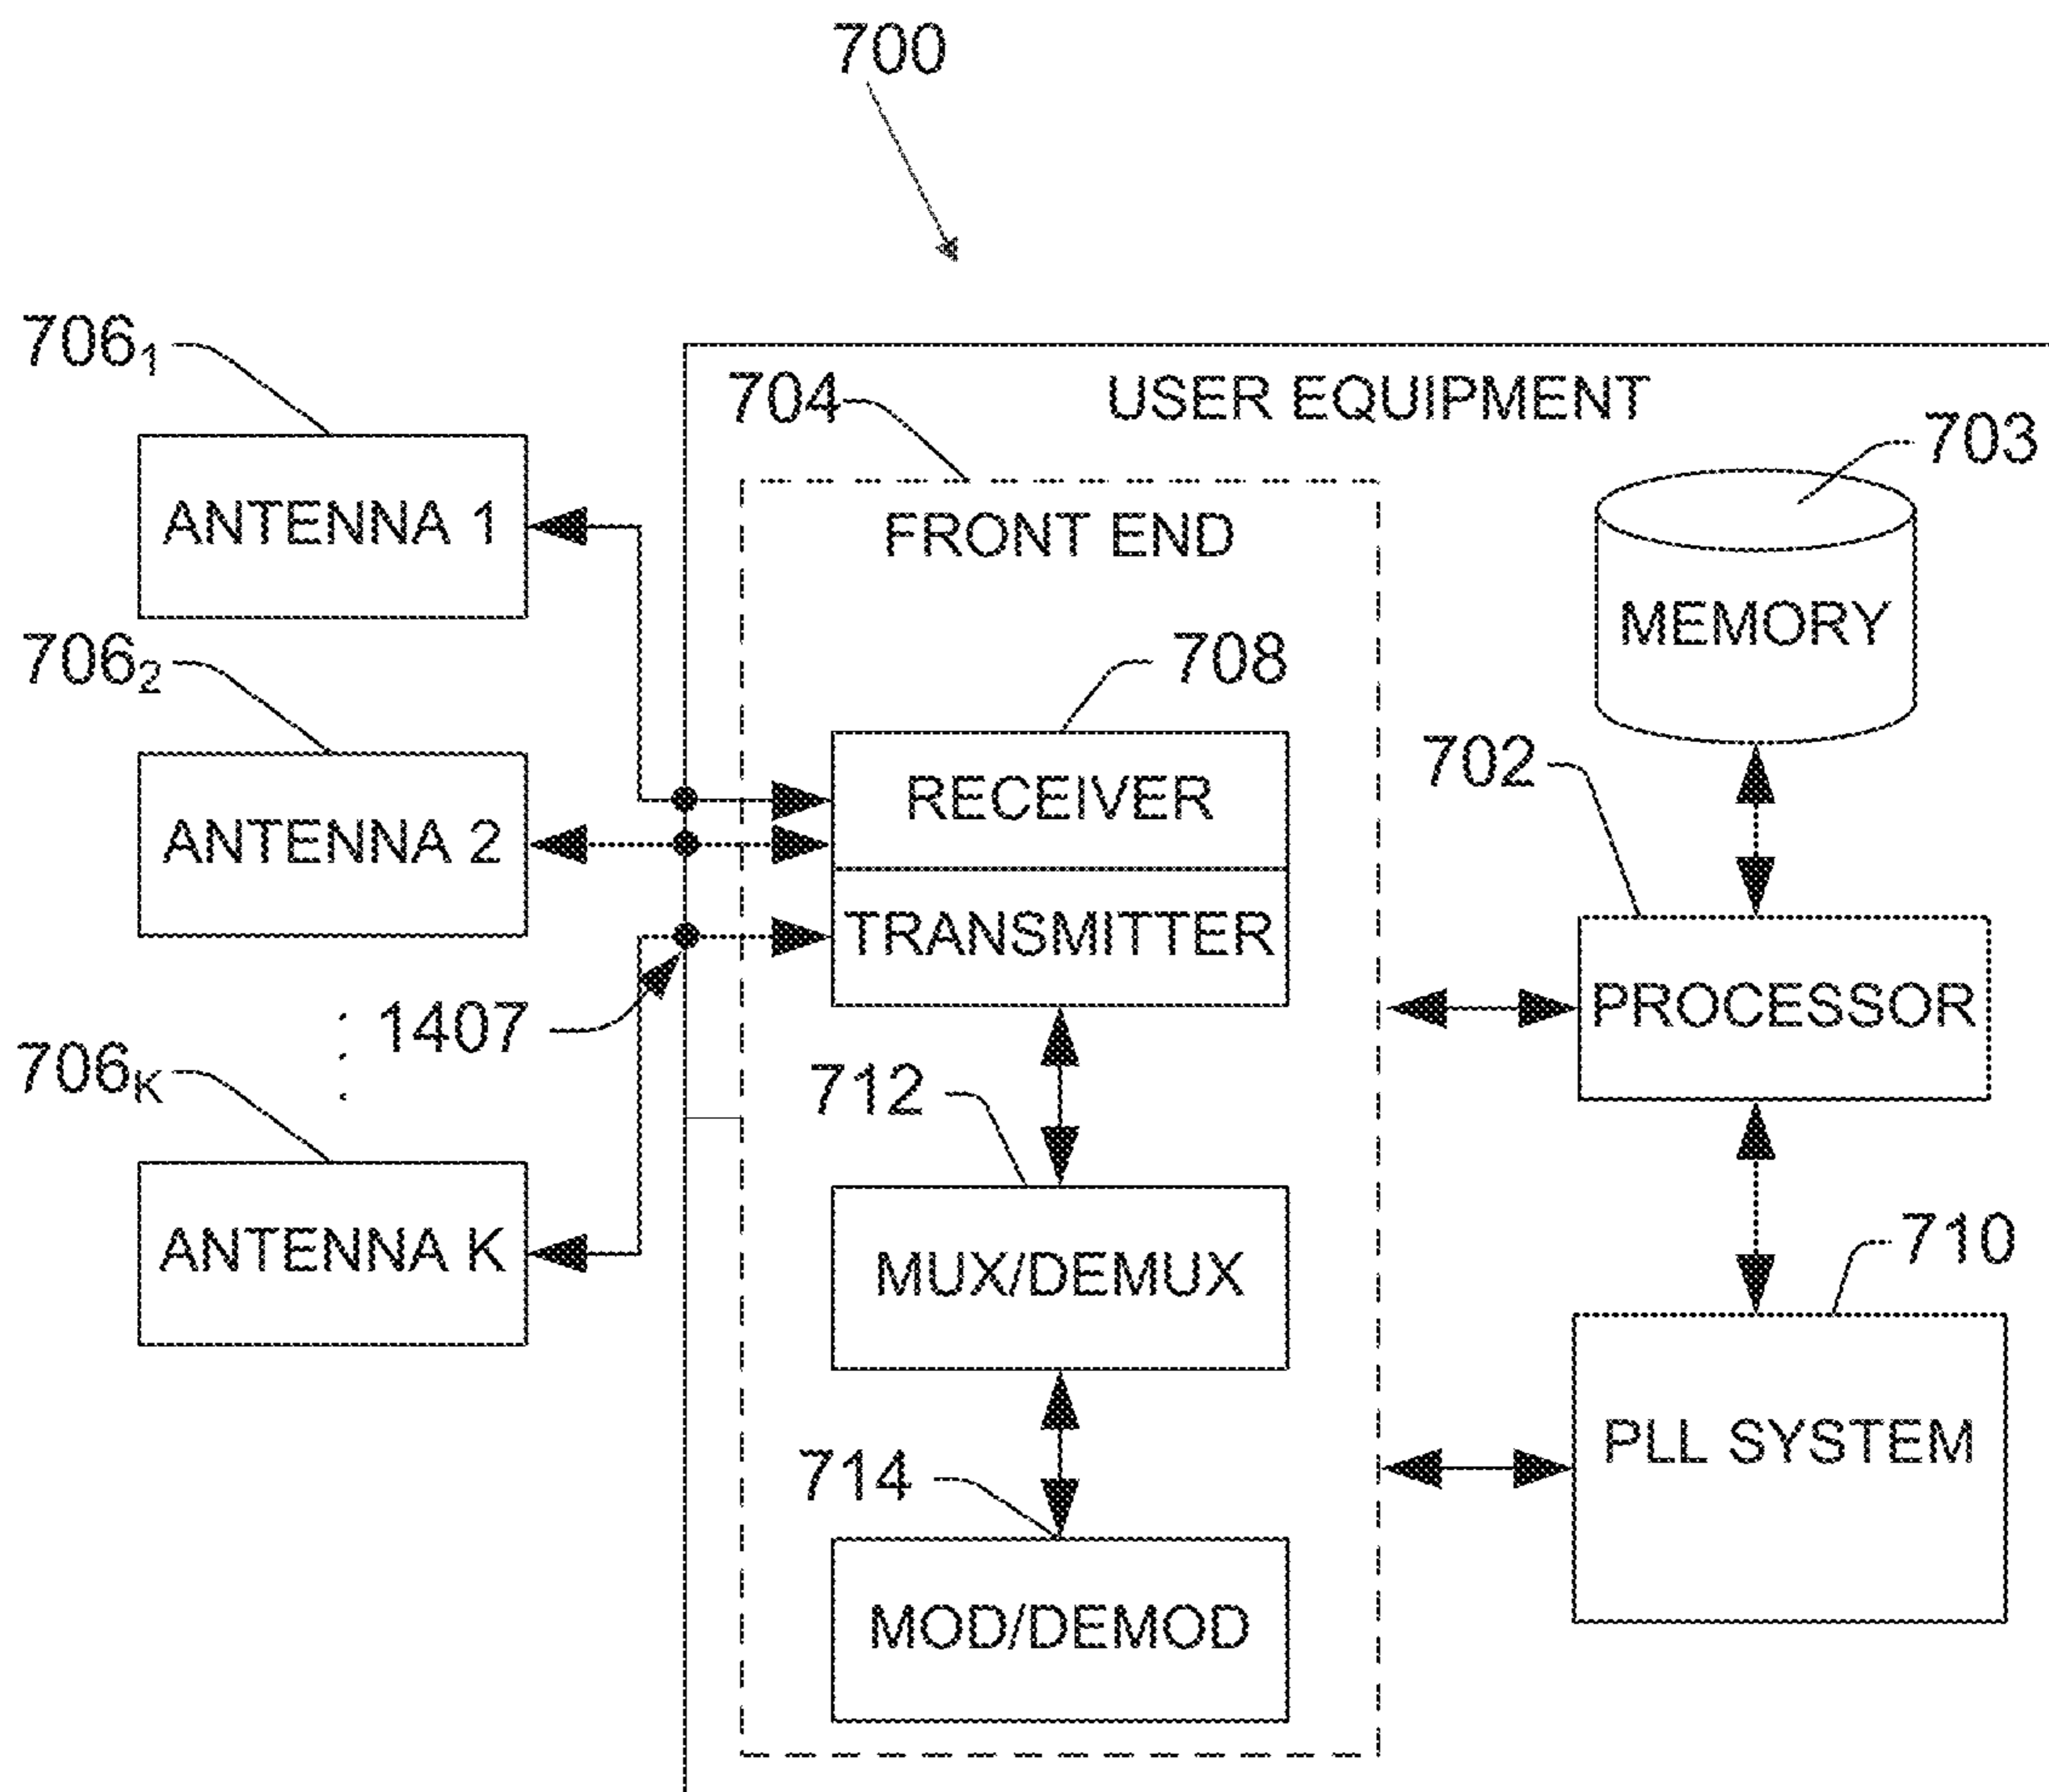 700
706₁
704
USER EQUIPMENT
703
ANTENNA 1
FRONT END
MEMORY
706₂
708
702
RECEIVER
ANTENNA 2
TRANSMITTER
PROCESSOR
1407
706ₖ
712
710
ANTENNA K
MUX/DEMUX
PLL SYSTEM
714
MOD/DEMOD